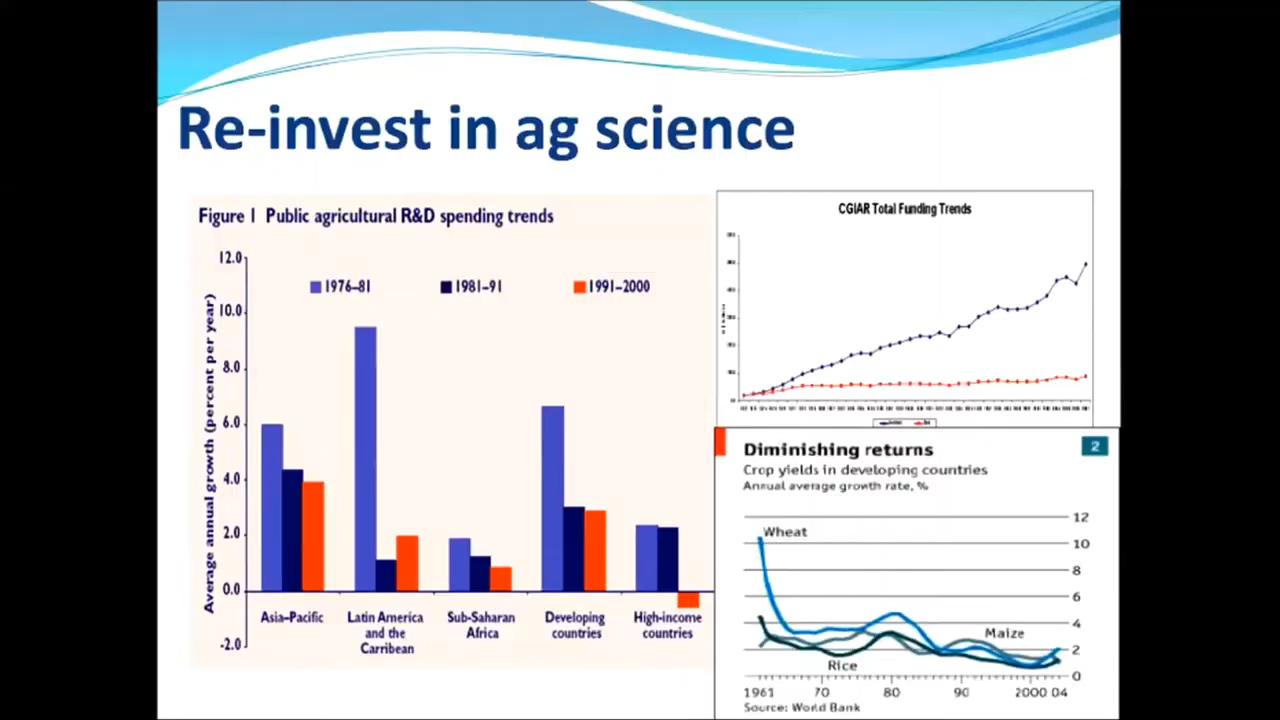 Re-invest in ag science
Figure 1 Public agricultural R&D spending trends
12.0
10.0
8.0
6.0
4.0
2.0
0.0
-2.0
Average annual growth (percent per year)
1976–81
1981–91
1991–2000
Asia–Pacific
Latin America
and the
Carribean
Sub-Saharan
Africa
Developing
countries
High-income
countries
CGIAR Total Funding Trends
Diminishing returns
2
Crop yields in developing countries
Annual average growth rate, %
12
10
8
6
4
2
0
Wheat
Maize
Rice
1961 70 80 90 2000 04
Source: World Bank